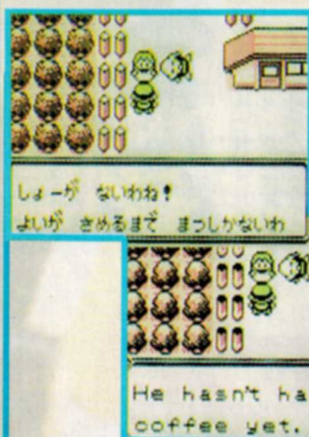 しょーが ないわね!
よいが さめるまで まつしかないわ
He hasn't ha
coffee yet.